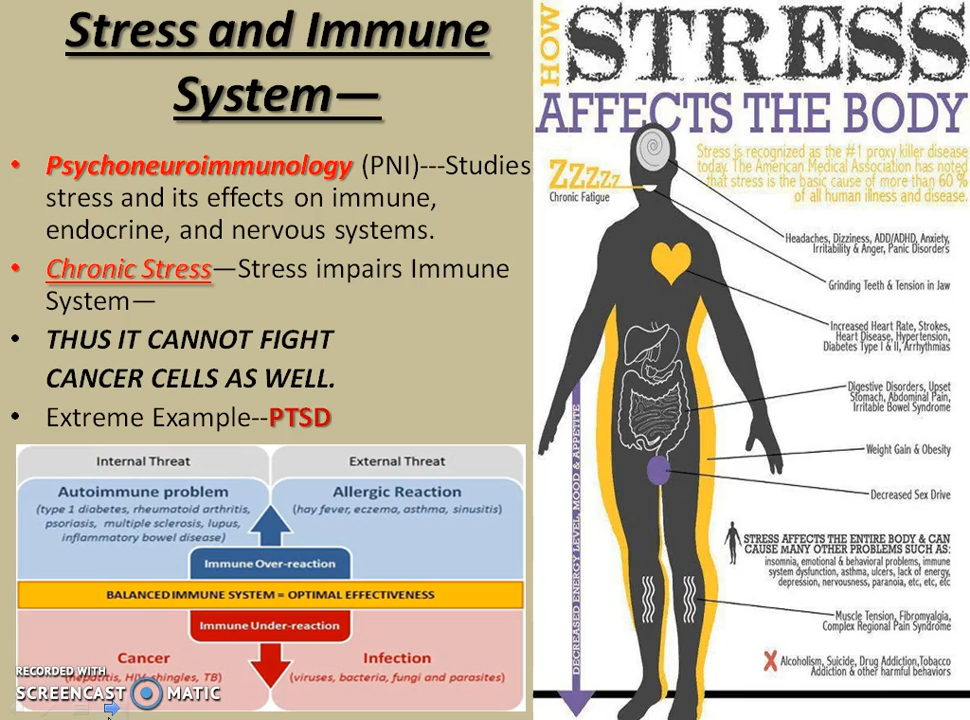 Stress and Immune
System—
• Psychoneuroimmunology (PNI)---Studies
stress and its effects on immune,
endocrine, and nervous systems.
• Chronic Stress—Stress impairs Immune
System—
• THUS IT CANNOT FIGHT
CANCER CELLS AS WELL.
• Extreme Example--PTSD
Internal Threat
External Threat
Autoimmune problem
(type 1 diabetes, rheumatoid arthritis,
psoriasis, multiple sclerosis, lupus,
inflammatory bowel disease)
Allergic Reaction
(hay fever, eczema, asthma, sinusitis)
Immune Over-reaction
BALANCED IMMUNE SYSTEM = OPTIMAL EFFECTIVENESS
Immune Under-reaction
Cancer
(hepatitis, HIV, shingles, TB)
Infection
(viruses, bacteria, fungi and parasites)
RECORDED WITH
SCREENCAST MATIC
HOW
STRESS
AFFECTS THE BODY
Stress is recognized as the #1 proxy killer disease
today. The American Medical Association has noted
that stress is the basic cause of more than 60 %
of all human illness and disease.
ZZZZZ
Chronic Fatigue
Headaches, Dizziness, ADD/ADHD, Anxiety,
Irritability & Anger, Panic Disorders
Grinding Teeth & Tension in Jaw
Increased Heart Rate, Strokes,
Heart Disease, Hypertension,
Diabetes Type I & II, Arrhythmias
Digestive Disorders, Upset
Stomach, Abdominal Pain,
Irritable Bowel Syndrome
Weight Gain & Obesity
Decreased Sex Drive
DECREASED ENERGY LEVEL, MOOD & APPETITE
STRESS AFFECTS THE ENTIRE BODY & CAN
CAUSE MANY OTHER PROBLEMS SUCH AS:
insomnia, emotional & behavioral problems, immune
system dysfunction, asthma, ulcers, lack of energy,
depression, nervousness, paranoia, etc, etc, etc
Muscle Tension, Fibromyalgia,
Complex Regional Pain Syndrome
Alcoholism, Suicide, Drug Addiction,Tobacco
Addiction & other harmful behaviors